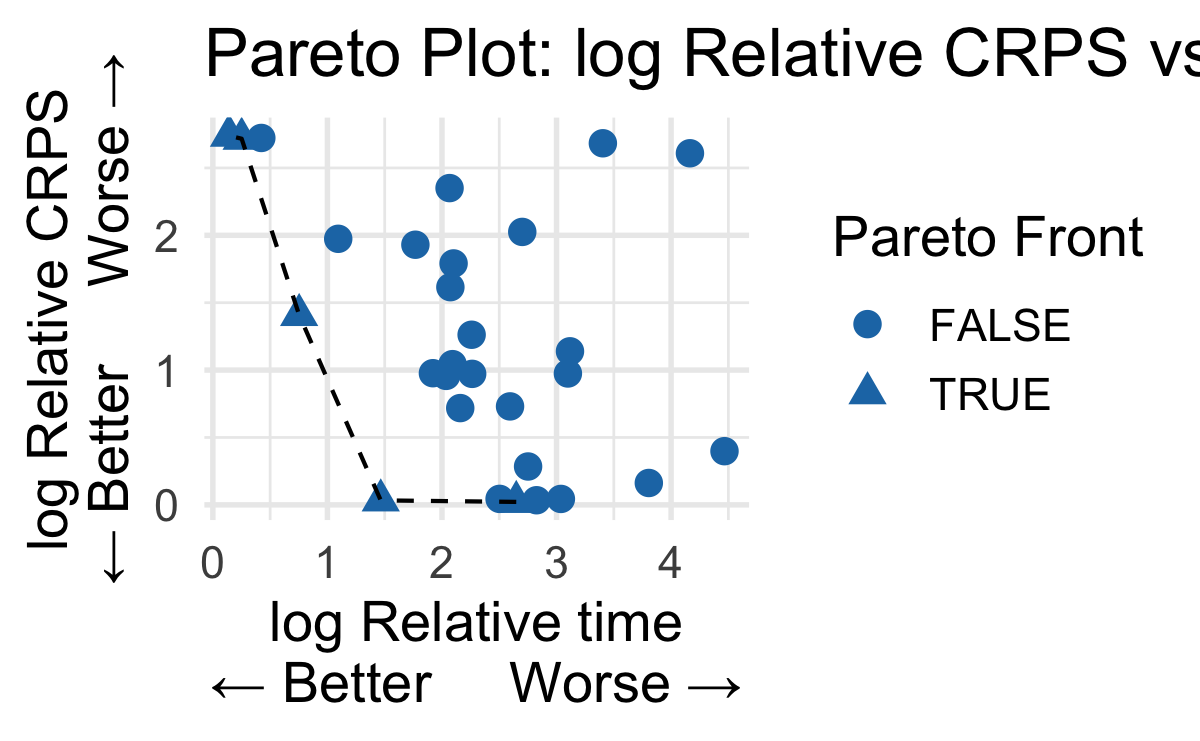 Pareto Plot: log Relative CRPS vs
log Relative CRPS
← Better Worse →
2
1
0
0 1 2 3 4
log Relative time
← Better Worse →
Pareto Front
FALSE
TRUE